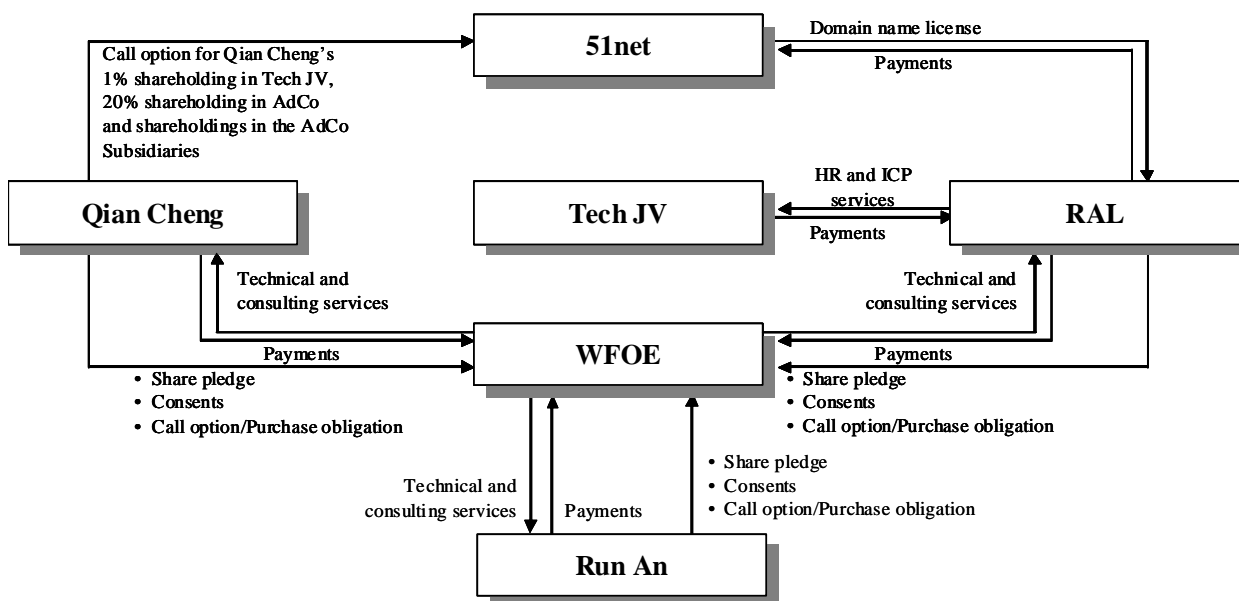 51net
Domain name license
Payments
Call option for Qian Cheng's
1% shareholding in Tech JV,
20% shareholding in AdCo
and shareholdings in the AdCo
Subsidiaries
Qian Cheng
Tech JV
HR and ICP
services
Payments
RAL
Technical and
consulting services
Technical and
consulting services
Payments
WFOE
Payments
• Share pledge
• Consents
• Call option/Purchase obligation
• Share pledge
• Consents
• Call option/Purchase obligation
Technical and
consulting services
Payments
• Share pledge
• Consents
• Call option/Purchase obligation
Run An